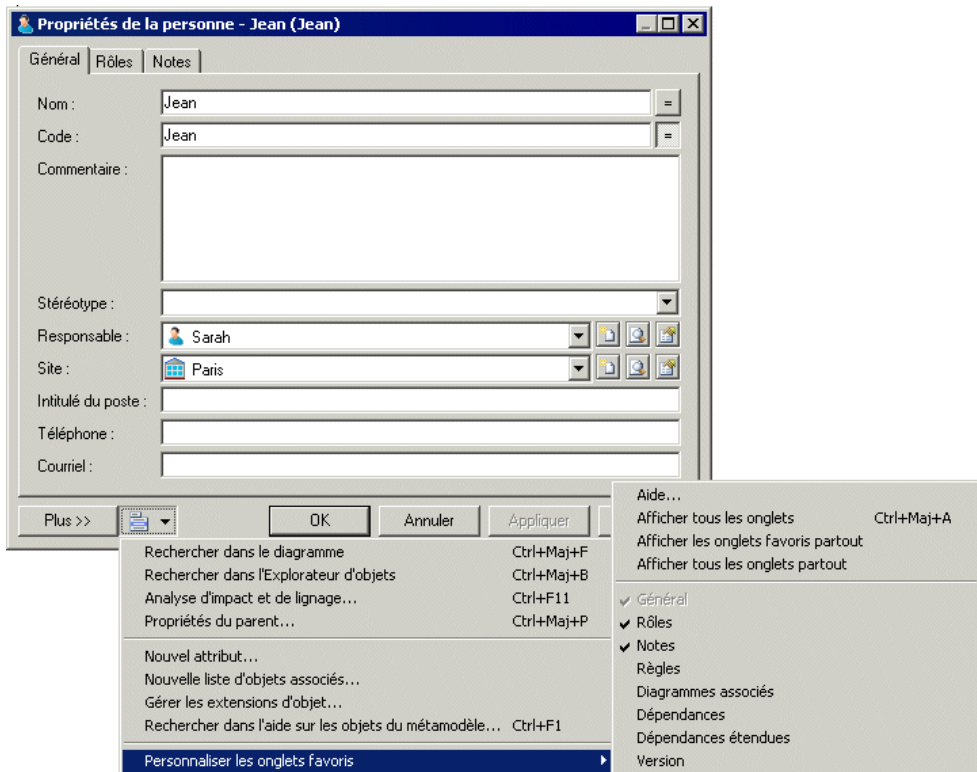 Propriétés de la personne - Jean (Jean)
Général Rôles Notes
Nom : Jean =
Code : Jean =
Commentaire :
Stéréotype :
Responsable : Sarah
Site : Paris
Intitulé du poste :
Téléphone :
Courriel :
Plus >> OK Annuler Appliquer
Rechercher dans le diagramme Ctrl+Maj+F
Rechercher dans l'Explorateur d'objets Ctrl+Maj+B
Analyse d'impact et de lignage... Ctrl+F11
Propriétés du parent... Ctrl+Maj+P
Nouvel attribut...
Nouvelle liste d'objets associés...
Gérer les extensions d'objet...
Rechercher dans l'aide sur les objets du métamodèle... Ctrl+F1
Personnaliser les onglets favoris
Aide...
Afficher tous les onglets Ctrl+Maj+A
Afficher les onglets favoris partout
Afficher tous les onglets partout
Général
Rôles
Notes
Règles
Diagrammes associés
Dépendances
Dépendances étendues
Version